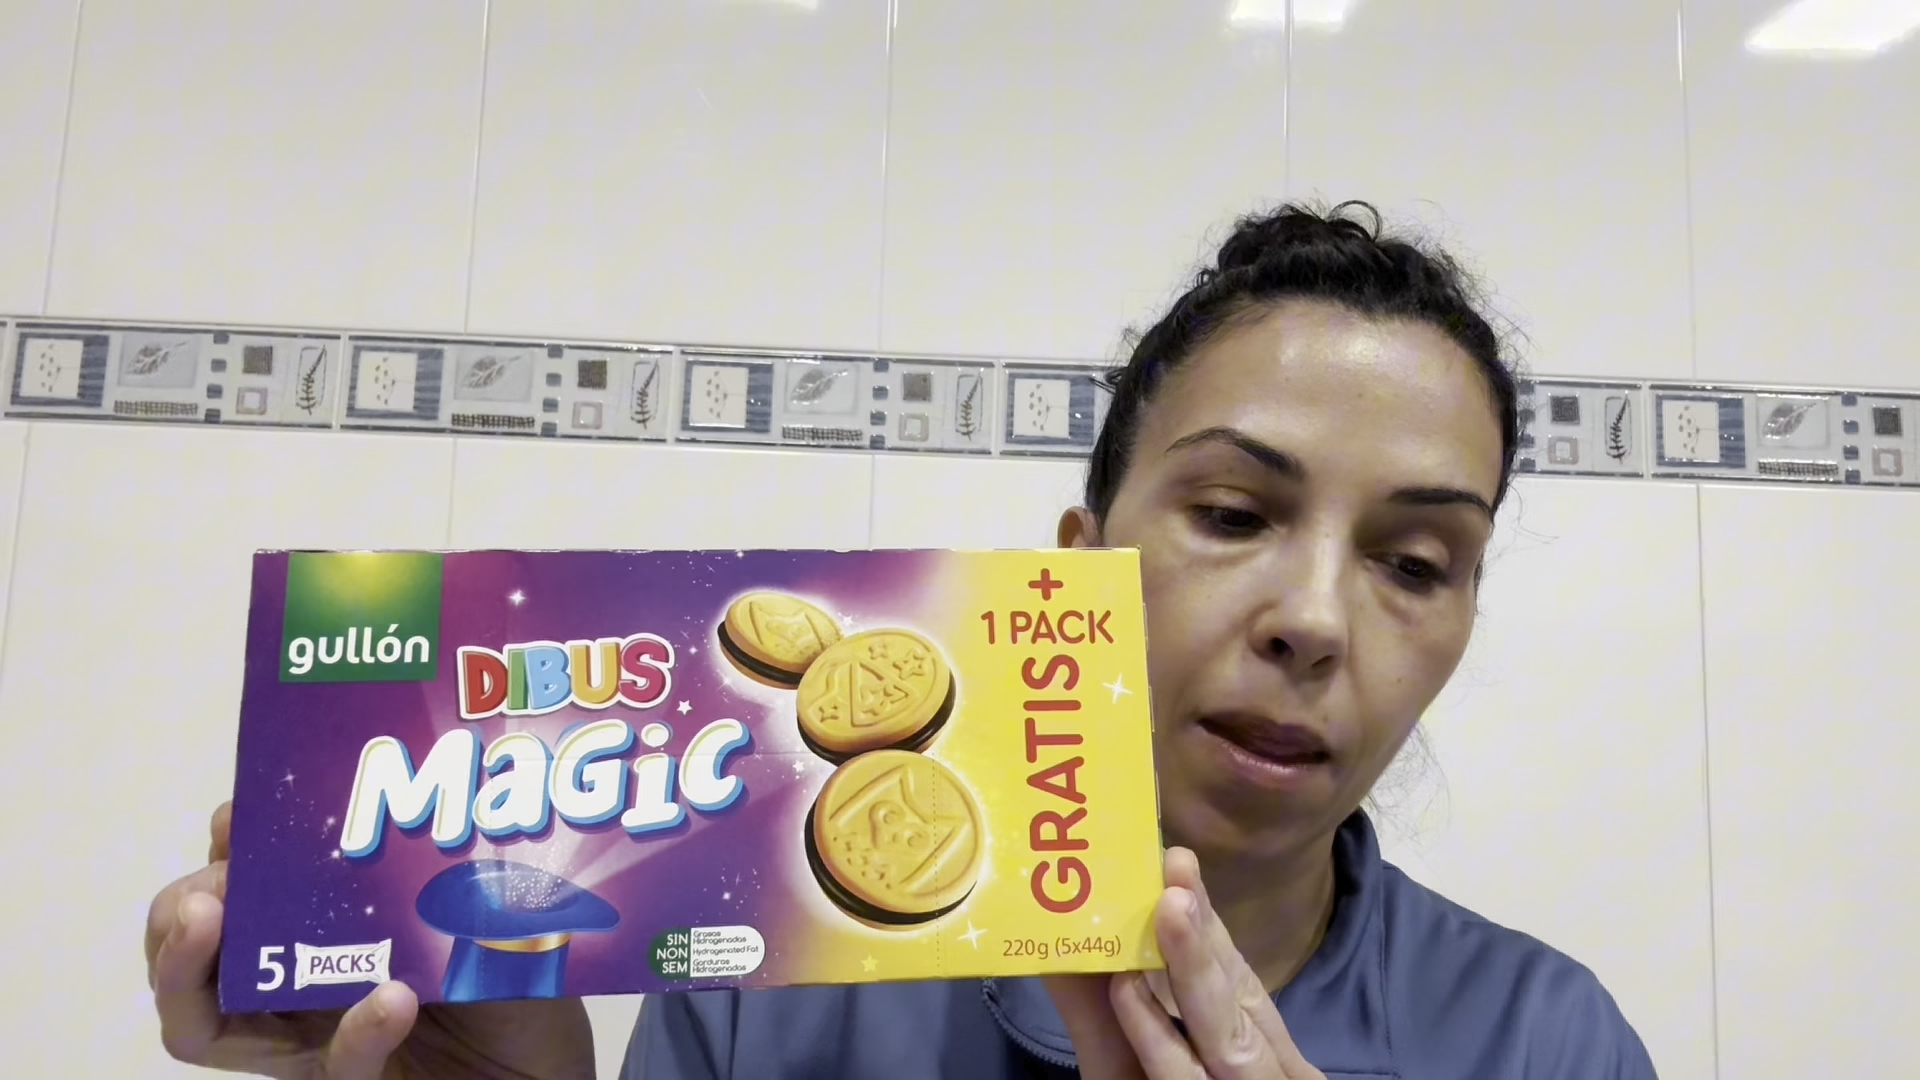 gullón
DIBUS
MaGiC
+
1 PACK
GRATIS
5 PACKS
SIN
NON
SEM
Grasas
Hidrogenadas
Hydrogenated Fat
Gorduras
Hidrogenadas
220g (5x44g)